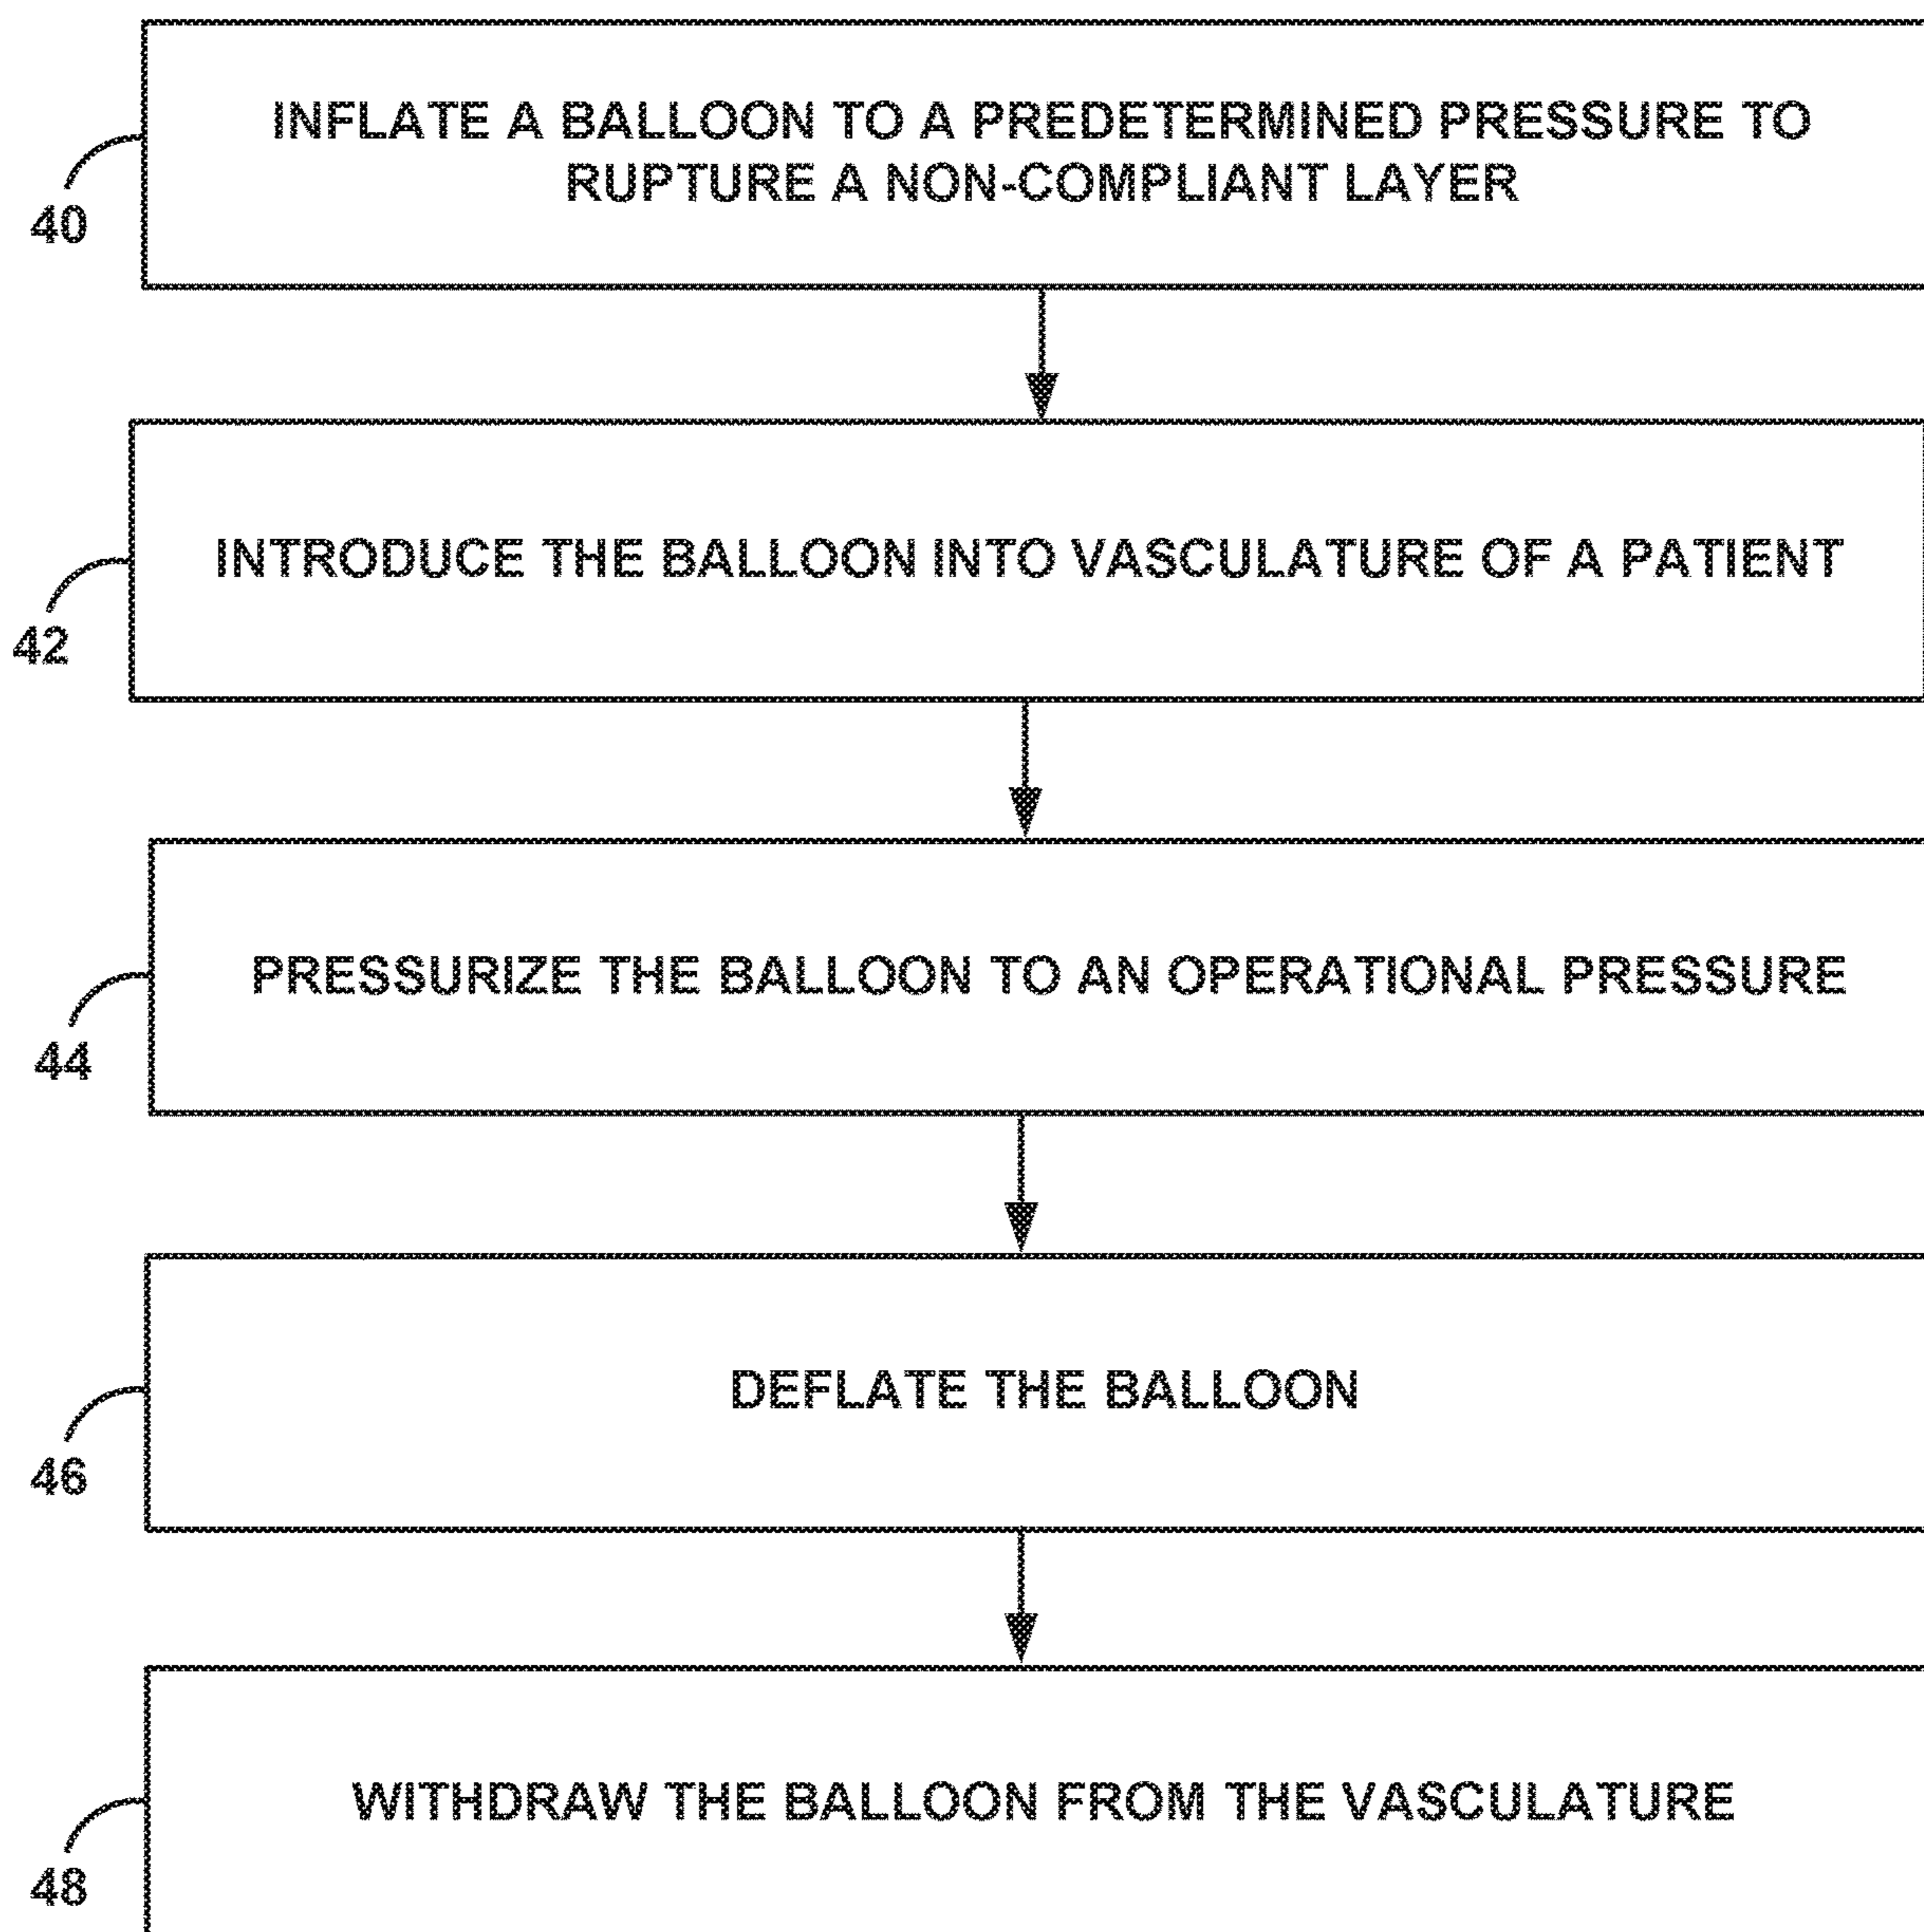 INFLATE A BALLOON TO A PREDETERMINED PRESSURE TO
RUPTURE A NON-COMPLIANT LAYER
40
INTRODUCE THE BALLOON INTO VASCULATURE OF A PATIENT
42
PRESSURIZE THE BALLOON TO AN OPERATIONAL PRESSURE
44
DEFLATE THE BALLOON
46
WITHDRAW THE BALLOON FROM THE VASCULATURE
48